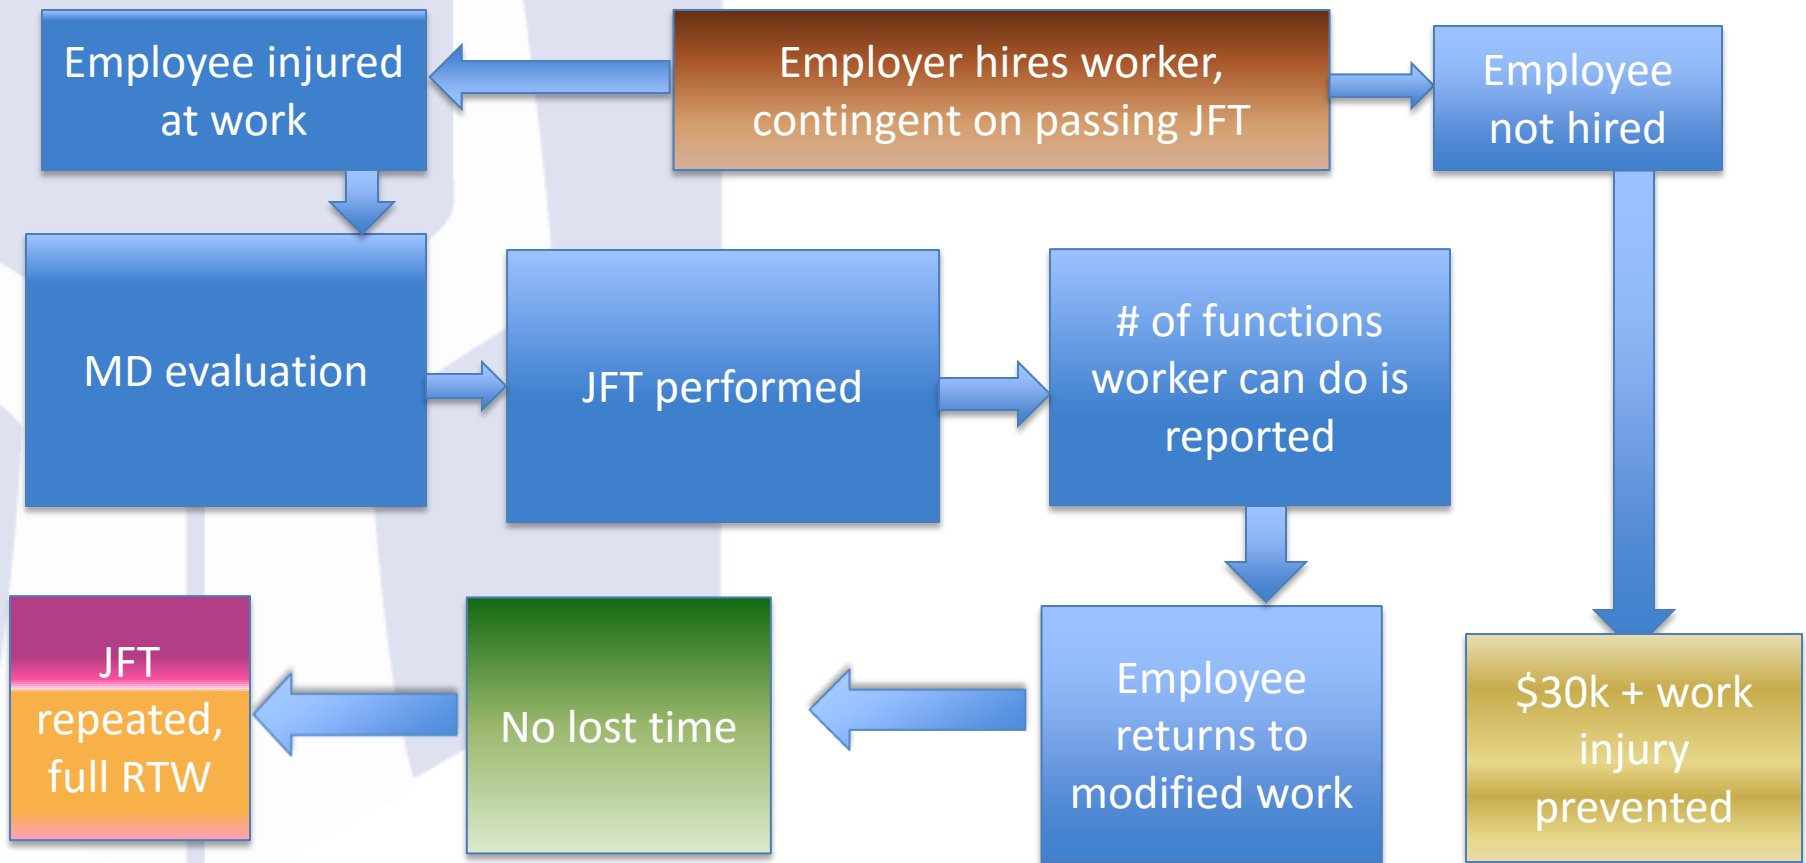 Employee injured
at work
Employer hires worker,
contingent on passing JFT
Employee
not hired
MD evaluation
JFT performed
# of functions
worker can do is
reported
JFT
repeated,
full RTW
No lost time
Employee
returns to
modified work
$30k + work
injury
prevented